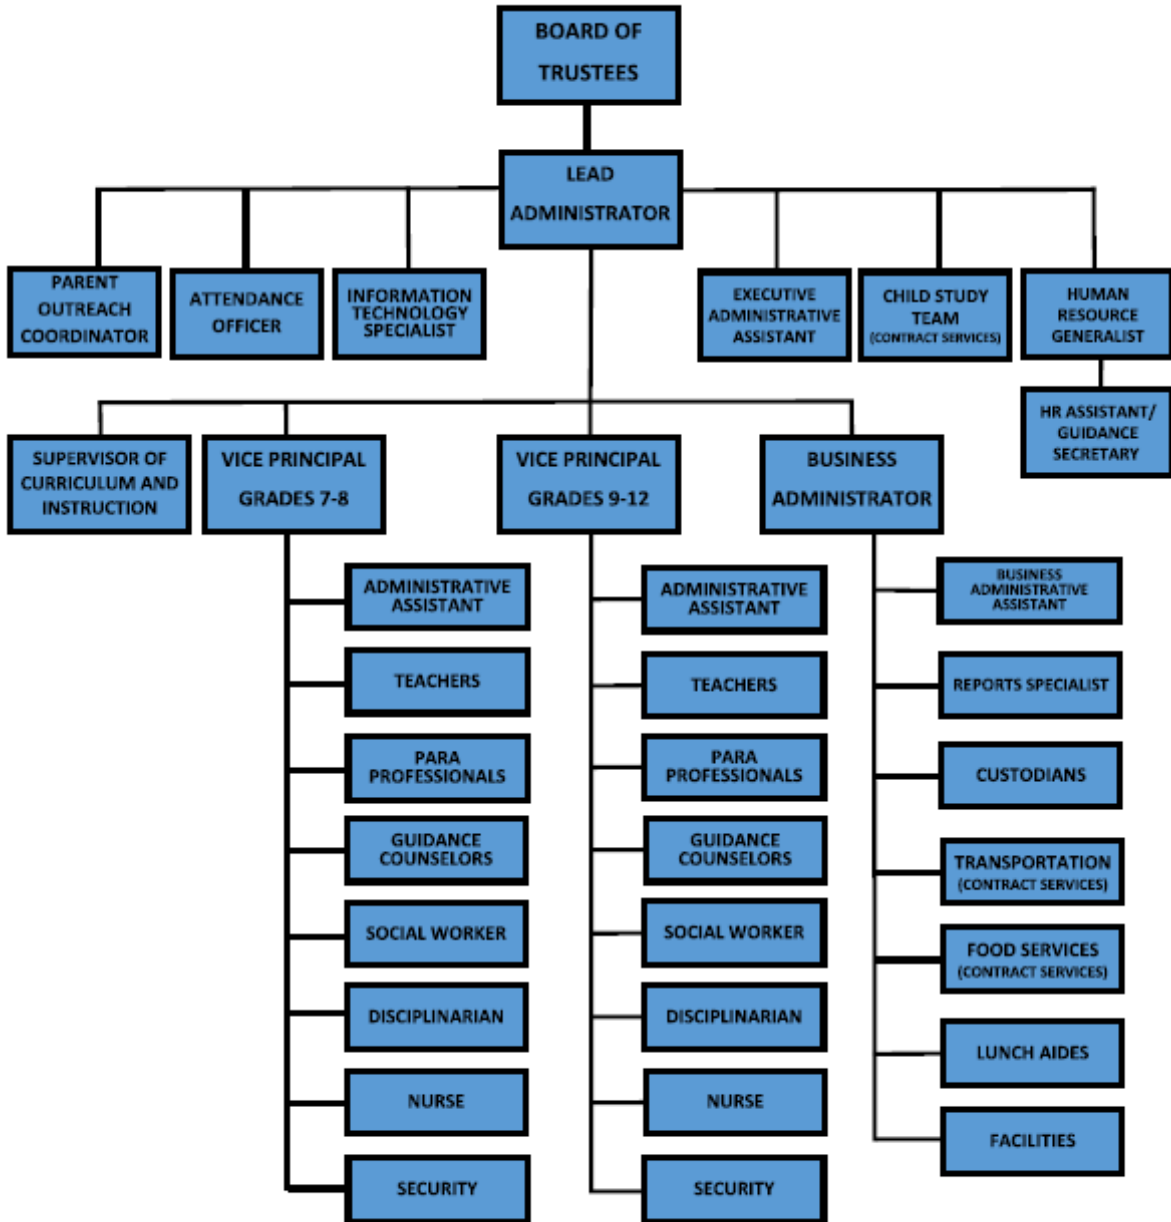 BOARD OF
TRUSTEES
LEAD
ADMINISTRATOR
PARENT
OUTREACH
COORDINATOR
ATTENDANCE
OFFICER
INFORMATION
TECHNOLOGY
SPECIALIST
EXECUTIVE
ADMINISTRATIVE
ASSISTANT
CHILD STUDY
TEAM
(CONTRACT SERVICES)
HUMAN
RESOURCE
GENERALIST
HR ASSISTANT/
GUIDANCE
SECRETARY
SUPERVISOR OF
CURRICULUM AND
INSTRUCTION
VICE PRINCIPAL
GRADES 7-8
VICE PRINCIPAL
GRADES 9-12
BUSINESS
ADMINISTRATOR
ADMINISTRATIVE
ASSISTANT
TEACHERS
PARA
PROFESSIONALS
GUIDANCE
COUNSELORS
SOCIAL WORKER
DISCIPLINARIAN
NURSE
SECURITY
ADMINISTRATIVE
ASSISTANT
TEACHERS
PARA
PROFESSIONALS
GUIDANCE
COUNSELORS
SOCIAL WORKER
DISCIPLINARIAN
NURSE
SECURITY
BUSINESS
ADMINISTRATIVE
ASSISTANT
REPORTS SPECIALIST
CUSTODIANS
TRANSPORTATION
(CONTRACT SERVICES)
FOOD SERVICES
(CONTRACT SERVICES)
LUNCH AIDES
FACILITIES